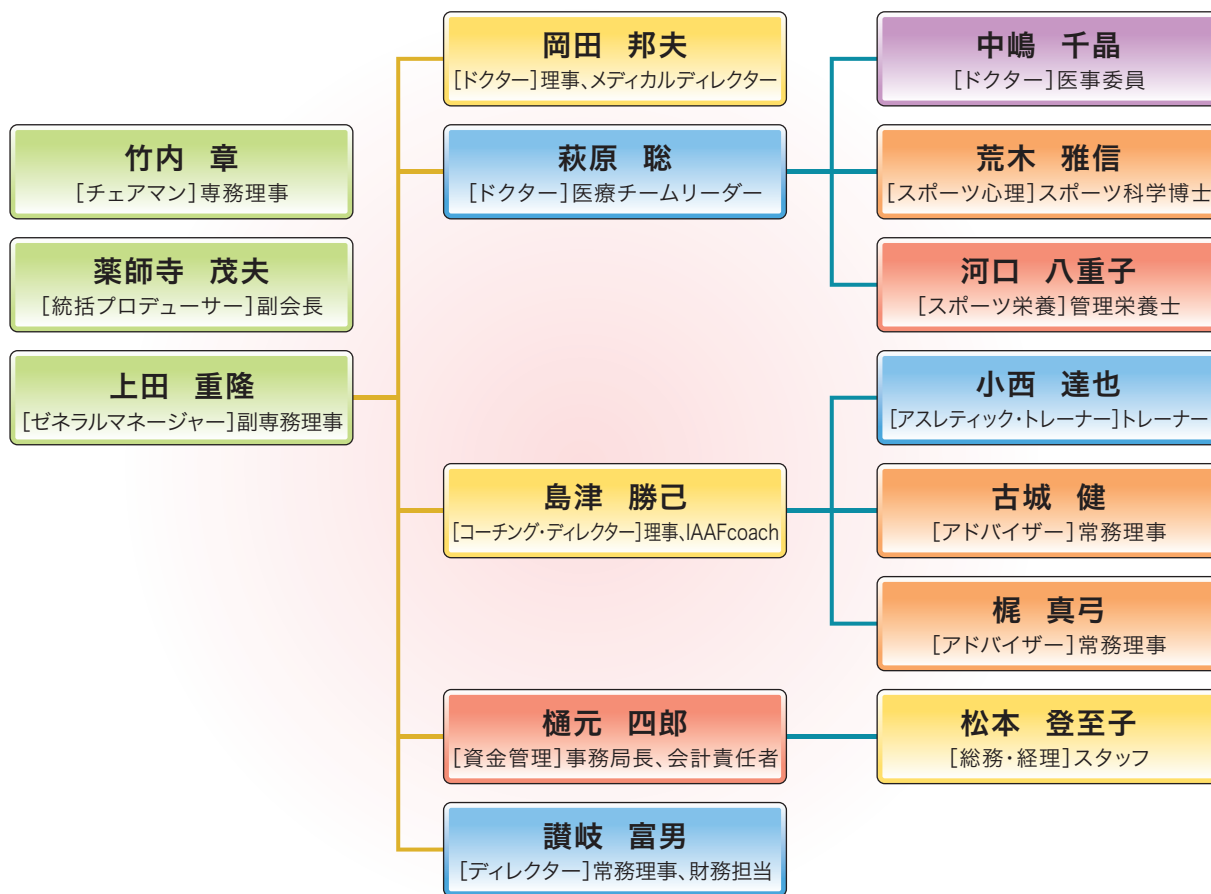 竹内 章
[チェアマン]専務理事
薬師寺 茂夫
[統括プロデューサー]副会長
上田 重隆
[ゼネラルマネージャー]副専務理事
岡田 邦夫
[ドクター]理事、メディカルディレクター
萩原 聡
[ドクター]医療チームリーダー
島津 勝己
[コーチング・ディレクター]理事、IAAFcoach
樋元 四郎
[資金管理]事務局長、会計責任者
讃岐 富男
[ディレクター]常務理事、財務担当
中嶋 千晶
[ドクター]医事委員
荒木 雅信
[スポーツ心理]スポーツ科学博士
河口 八重子
[スポーツ栄養]管理栄養士
小西 達也
[アスレティック・トレーナー]トレーナー
古城 健
[アドバイザー]常務理事
梶 真弓
[アドバイザー]常務理事
松本 登至子
[総務・経理]スタッフ